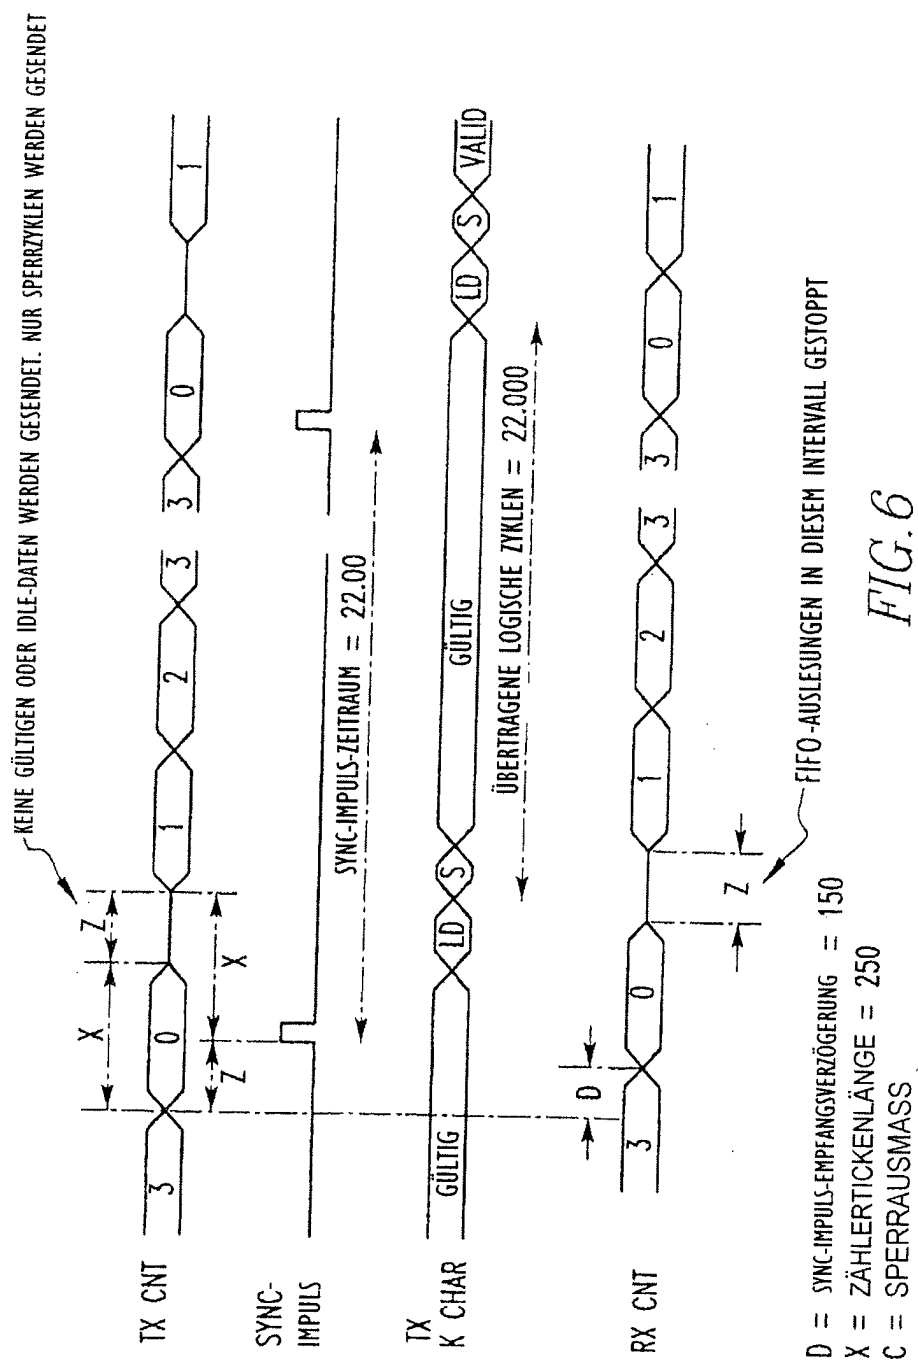 KEINE GÜLTIGEN ODER IDLE-DATEN WERDEN GESENDET. NUR SPERRZYKLEN WERDEN GESENDET
X
Z
TX CNT
3
0
1
2
3
3
0
1
Z
X
SYNC-
IMPULS
SYNC-IMPULS-ZEITRAUM = 22.00
TX
K CHAR
GÜLTIG
LD
S
GÜLTIG
LD
S
VALID
ÜBERTRAGENE LOGISCHE ZYKLEN = 22.000
D
RX CNT
3
0
1
2
3
3
0
1
Z
FIFO-AUSLESUNGEN IN DIESEM INTERVALL GESTOPPT
D = SYNC-IMPULS-EMPFANGSVERZÖGERUNG = 150
X = ZÄHLERTICKENLÄNGE = 250
C = SPERRAUSMASS
FIG.6